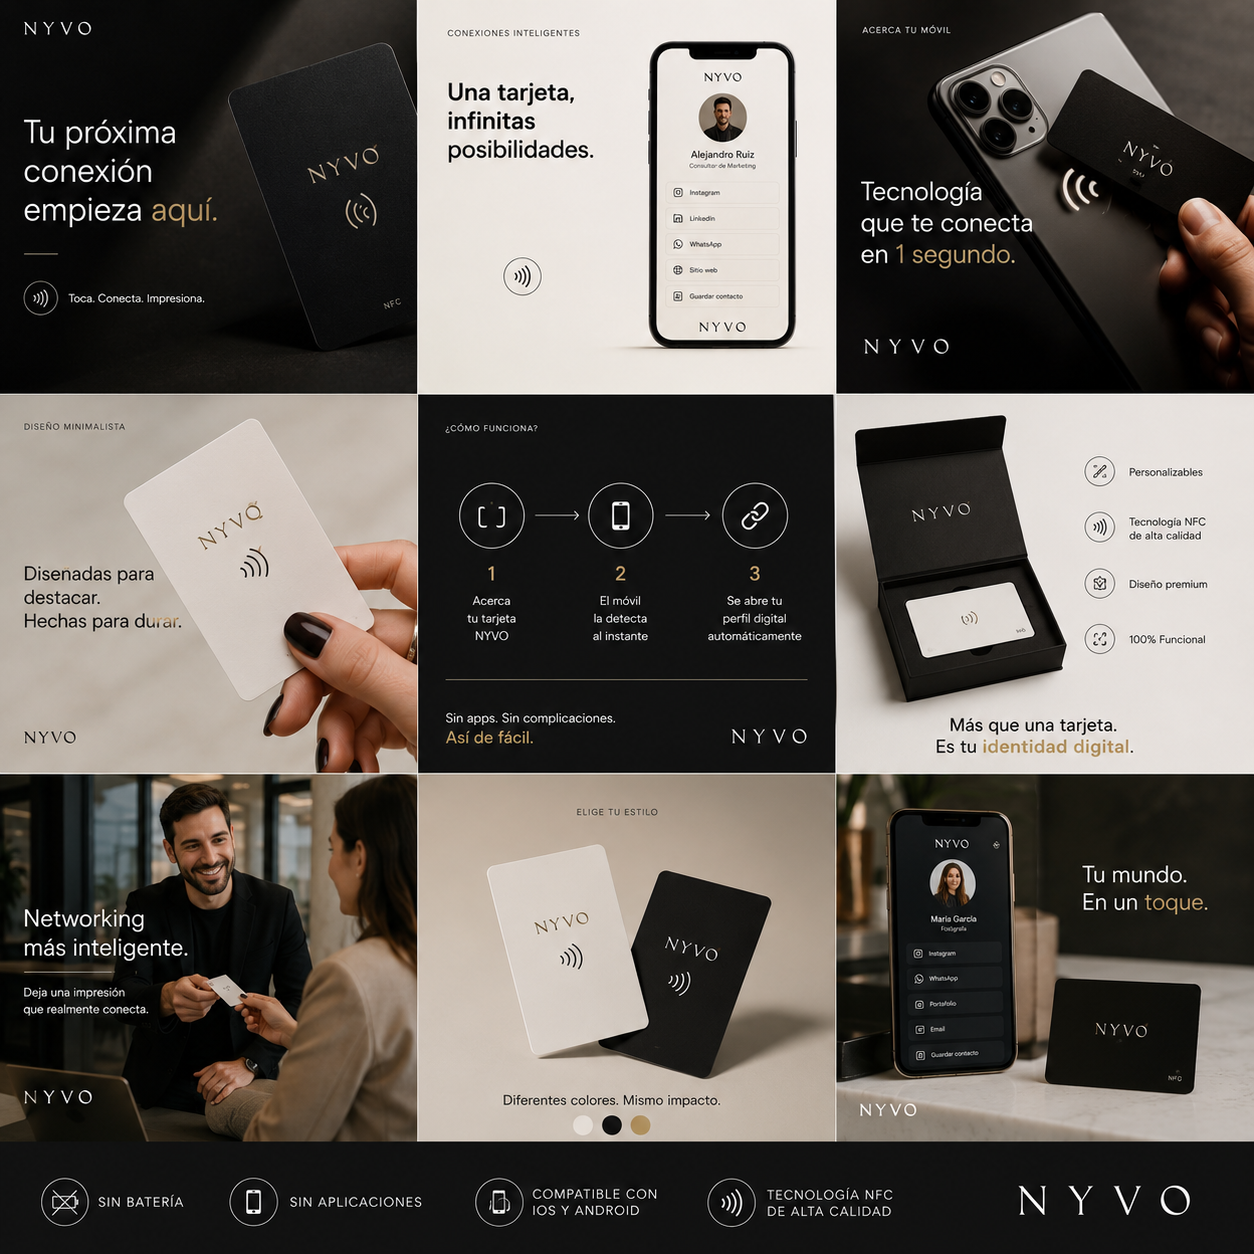 NYVO
Tu próxima
conexión
empieza aquí.
Toca. Conecta. Impresiona.
NYVO
NFC
CONEXIONES INTELIGENTES
Una tarjeta,
infinitas
posibilidades.
NYVO
Alejandro Ruiz
Consultor de Marketing
Instagram
LinkedIn
WhatsApp
Sitio web
Guardar contacto
NYVO
ACERCA TU MÓVIL
Tecnología
que te conecta
en 1 segundo.
NYVO
NYVO
DISEÑO MINIMALISTA
NYVO
Disenadas para
destacar.
Hechas para durar.
NYVO
¿CÓMO FUNCIONA?
1
Acerca
tu tarjeta
NYVO
2
El móvil
la detecta
al instante
3
Se abre tu
perfil digital
automáticamente
Sin apps. Sin complicaciones.
Así de fácil.
NYVO
NYVO
Personalizables
Tecnología NFC
de alta calidad
Diseño premium
100% Funcional
Más que una tarjeta.
Es tu identidad digital.
Networking
más inteligente.
Deja una impresión
que realmente conecta.
NYVO
ELIGE TU ESTILO
NYVO
NYVO
Diferentes colores. Mismo impacto.
NYVO
Maria García
Fotógrafa
Instagram
WhatsApp
Portafolio
Email
Guardar contacto
Tu mundo.
En un toque.
NYVO
NFC
NYVO
SIN BATERÍA
SIN APLICACIONES
COMPATIBLE CON
IOS Y ANDROID
TECNOLOGÍA NFC
DE ALTA CALIDAD
NYVO